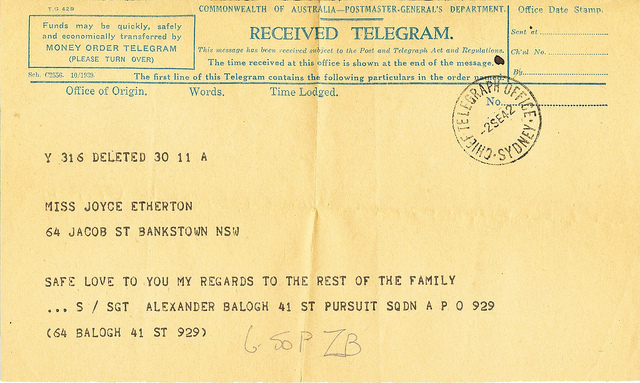 T G 42B
COMMONWEALTH OF AUSTRALIA—POSTMASTER-GENERAL'S DEPARTMENT.
Office Date Stamp.
Funds may be quickly, safely
and economically transferred by
MONEY ORDER TELEGRAM
(PLEASE TURN OVER)
RECEIVED TELEGRAM.
This message has been received subject to the Post and Telegraph Act and Regulations.
The time received at this office is shown at the end of the message.
Sent at
Ch'd No.
By
Sch. C2556. 10/1939.
The first line of this Telegram contains the following particulars in the order named.
Office of Origin. Words. Time Lodged.
No.
CHIEF TELEGRAPH OFFICE
-2SE42
SYDNEY
Y 316 DELETED 30 11 A
MISS JOYCE ETHERTON
64 JACOB ST BANKSTOWN NSW
SAFE LOVE TO YOU MY REGARDS TO THE REST OF THE FAMILY
... S / SGT ALEXANDER BALOGH 41 ST PURSUIT SQDN A P O 929
(64 BALOGH 41 ST 929)
6-50P ZB